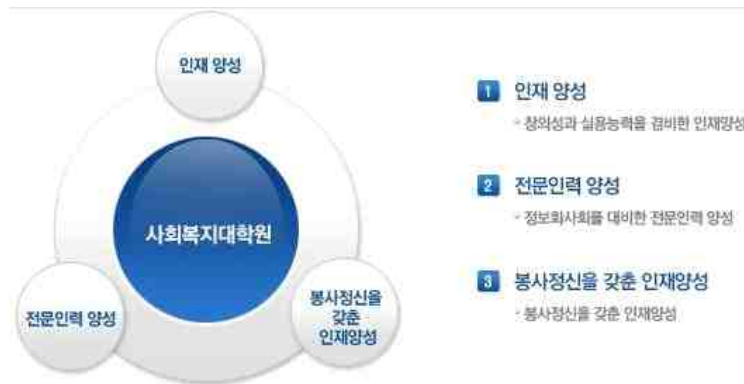 인재 양성
사회복지대학원
전문인력 양성
봉사정신을
갖춘
인재양성
1 인재 양성
- 창의성과 실용능력을 겸비한 인재양성
2 전문인력 양성
- 정보화사회를 대비한 전문인력 양성
3 봉사정신을 갖춘 인재양성
- 봉사정신을 갖춘 인재양성